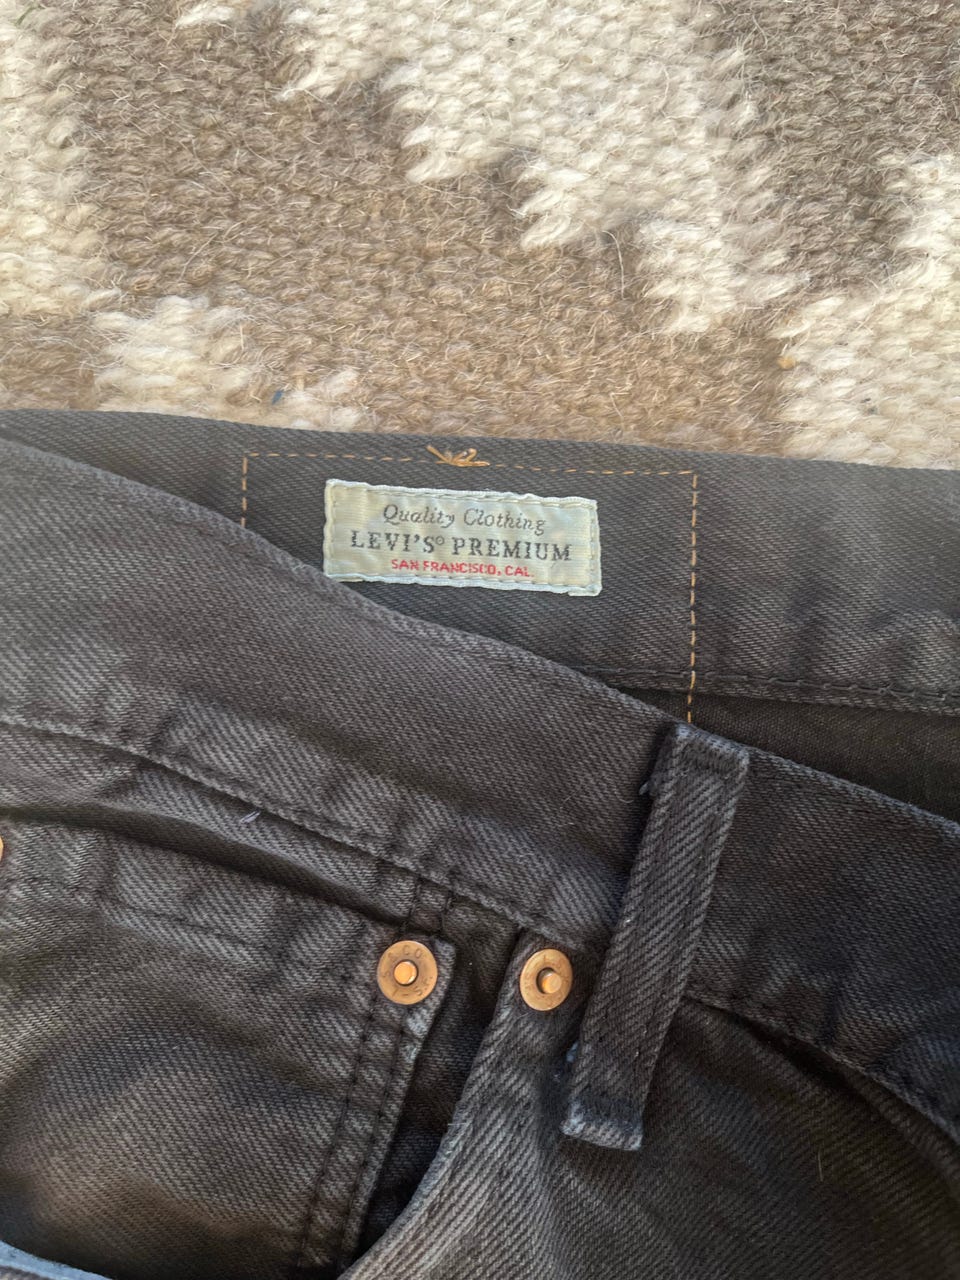 Quality Clothing
LEVI'S® PREMIUM
SAN FRANCISCO, CAL.